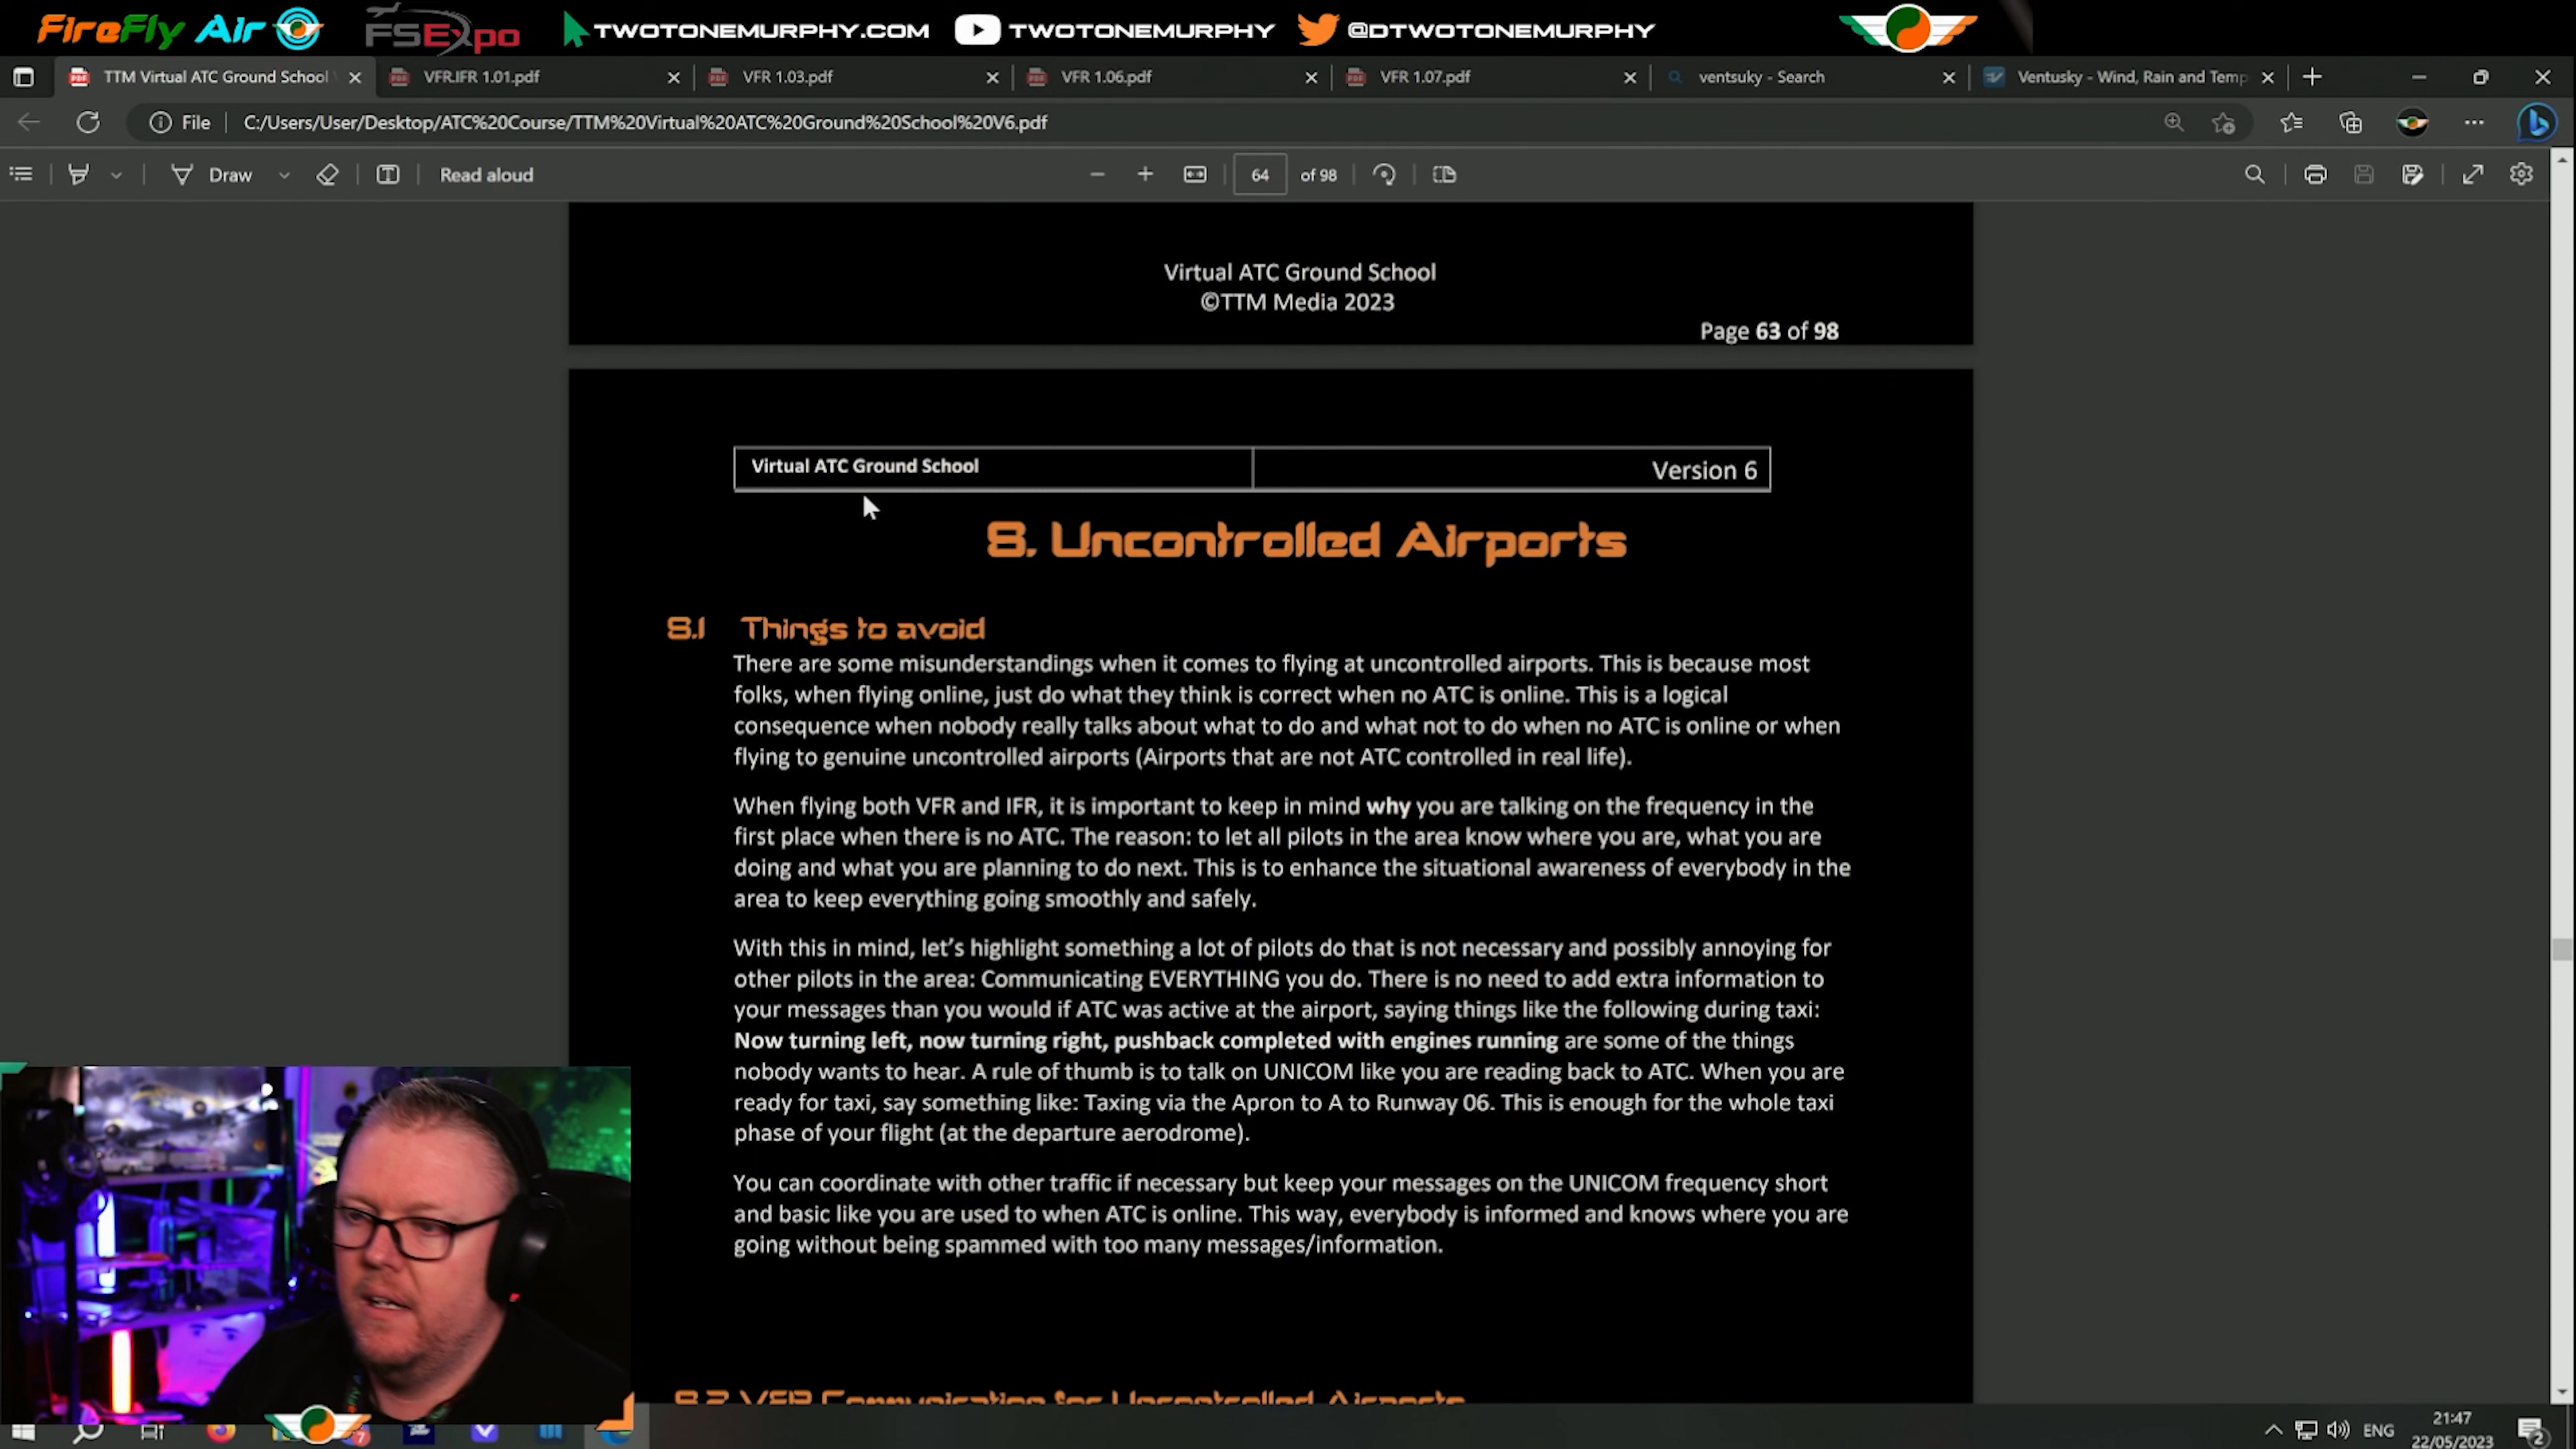 FireFly Air
FSExpo
TWOTONEMURPHY.COM
TWOTONEMURPHY
@DTWOTONEMURPHY
TTM Virtual ATC Ground School
VFR.IFR 1.01.pdf
VFR 1.03.pdf
VFR 1.06.pdf
VFR 1.07.pdf
ventsuky - Search
Ventusky - Wind, Rain and Temp
File
C:/Users/User/Desktop/ATC%20Course/TTM%20Virtual%20ATC%20Ground%20School%20V6.pdf
Draw
Read aloud
64 of 98
Virtual ATC Ground School
©TTM Media 2023
Page 63 of 98
Virtual ATC Ground School
Version 6
8. Uncontrolled Airports
8.1 Things to avoid
There are some misunderstandings when it comes to flying at uncontrolled airports. This is because most
folks, when flying online, just do what they think is correct when no ATC is online. This is a logical
consequence when nobody really talks about what to do and what not to do when no ATC is online or when
flying to genuine uncontrolled airports (Airports that are not ATC controlled in real life).
When flying both VFR and IFR, it is important to keep in mind why you are talking on the frequency in the
first place when there is no ATC. The reason: to let all pilots in the area know where you are, what you are
doing and what you are planning to do next. This is to enhance the situational awareness of everybody in the
area to keep everything going smoothly and safely.
With this in mind, let's highlight something a lot of pilots do that is not necessary and possibly annoying for
other pilots in the area: Communicating EVERYTHING you do. There is no need to add extra information to
your messages than you would if ATC was active at the airport, saying things like the following during taxi:
Now turning left, now turning right, pushback completed with engines running are some of the things
nobody wants to hear. A rule of thumb is to talk on UNICOM like you are reading back to ATC. When you are
ready for taxi, say something like: Taxing via the Apron to A to Runway 06. This is enough for the whole taxi
phase of your flight (at the departure aerodrome).
You can coordinate with other traffic if necessary but keep your messages on the UNICOM frequency short
and basic like you are used to when ATC is online. This way, everybody is informed and knows where you are
going without being spammed with too many messages/information.
8.2 VFR Communication for Uncontrolled Airports
7
ENG
21:47
22/05/2023
2